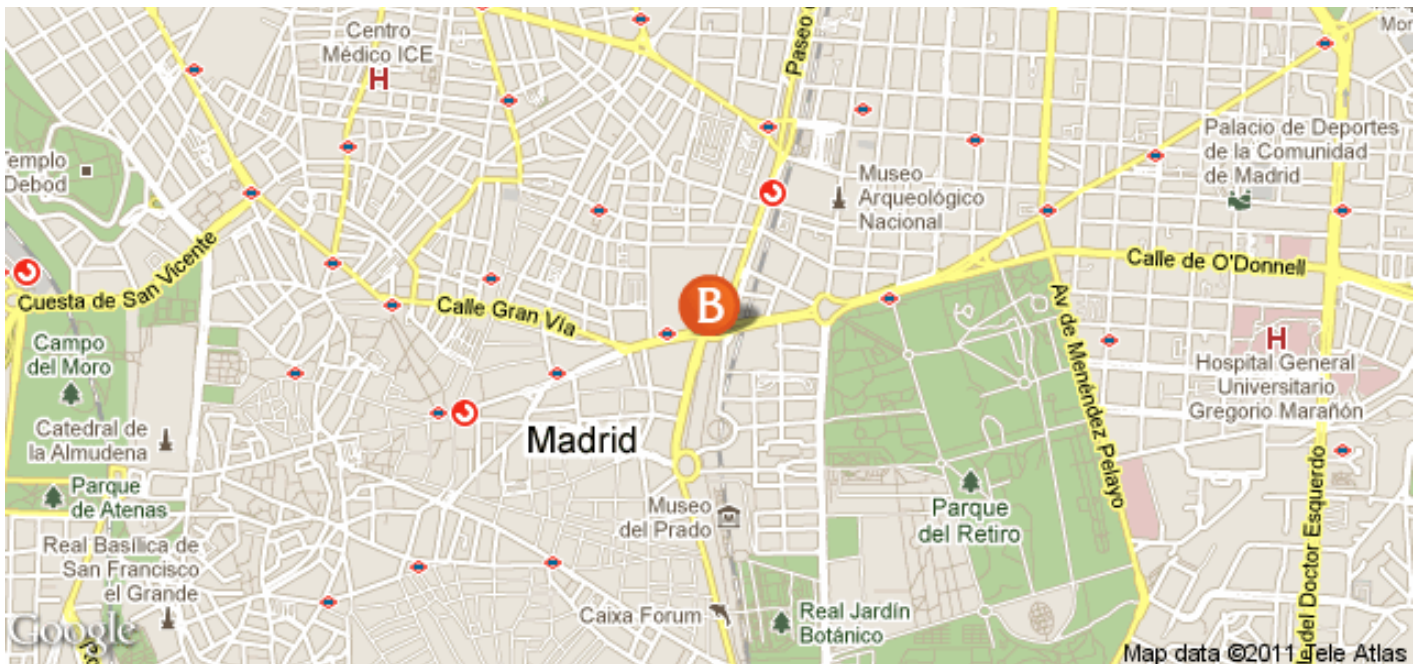 Centro
Médico ICE
H
Paseo
Mor
Palacio de Deportes
de la Comunidad
de Madrid
Templo
Debod
Museo
Arqueológico
Nacional
Cuesta de San Vicente
Calle de O'Donnell
Calle Gran Vía
B
Av de Menéndez Pelayo
Campo
del Moro
H
Hospital General
Universitario
Gregorio Marañón
Catedral de
la Almudena
Madrid
Parque
de Atenas
Museo
del Prado
Parque
del Retiro
Real Basílica de
San Francisco
el Grande
del Doctor Esquerdo
Caixa Forum
Real Jardín
Botánico
Google
Map data ©2011 Tele Atlas